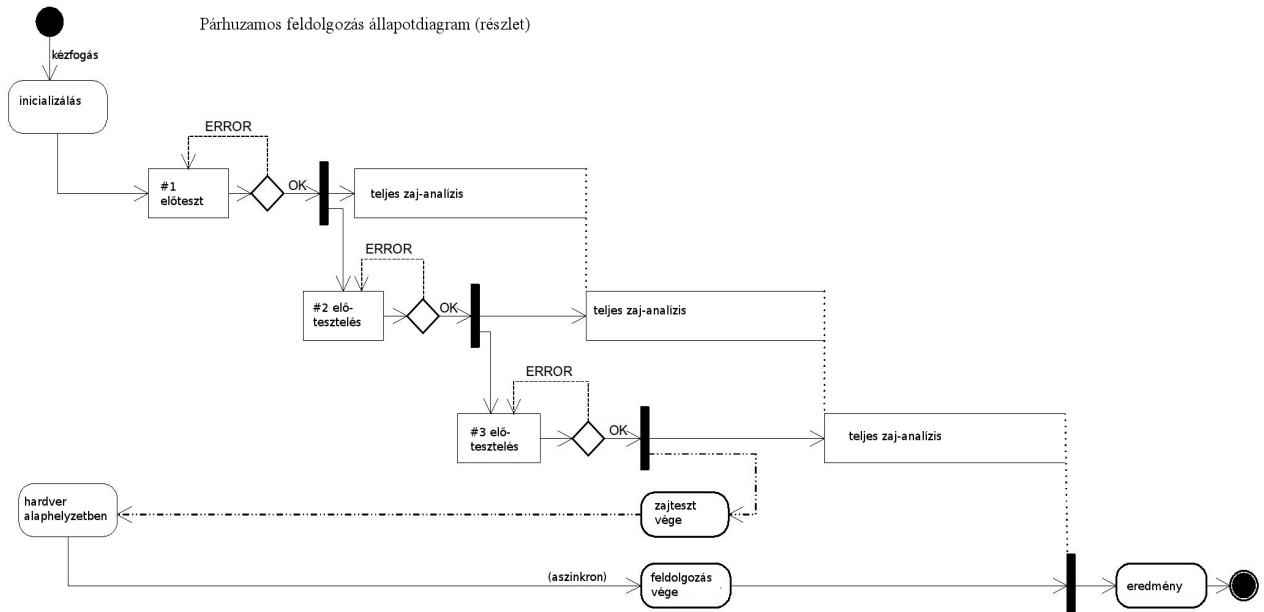 Párhuzamos feldolgozás állapotdiagram (részlet)
kézfogás
inicializálás
ERROR
#1
előteszt
OK
teljes zaj-analízis
ERROR
#2 elő-
tesztelés
OK
teljes zaj-analízis
ERROR
#3 elő-
tesztelés
OK
teljes zaj-analízis
hardver
alaphelyzetben
zajteszt
vége
(aszinkron)
feldolgozás
vége
eredmény